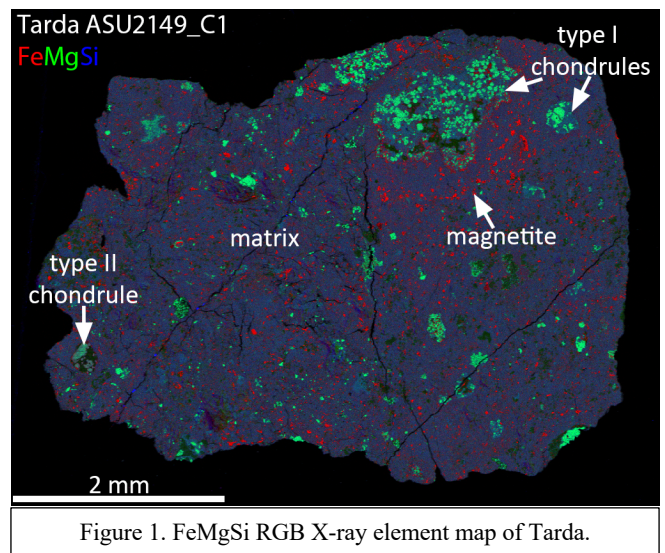 Tarda ASU2149_C1
FeMgSi
type I
chondrules
matrix
magnetite
type II
chondrule
2 mm
Figure 1. FeMgSi RGB X-ray element map of Tarda.